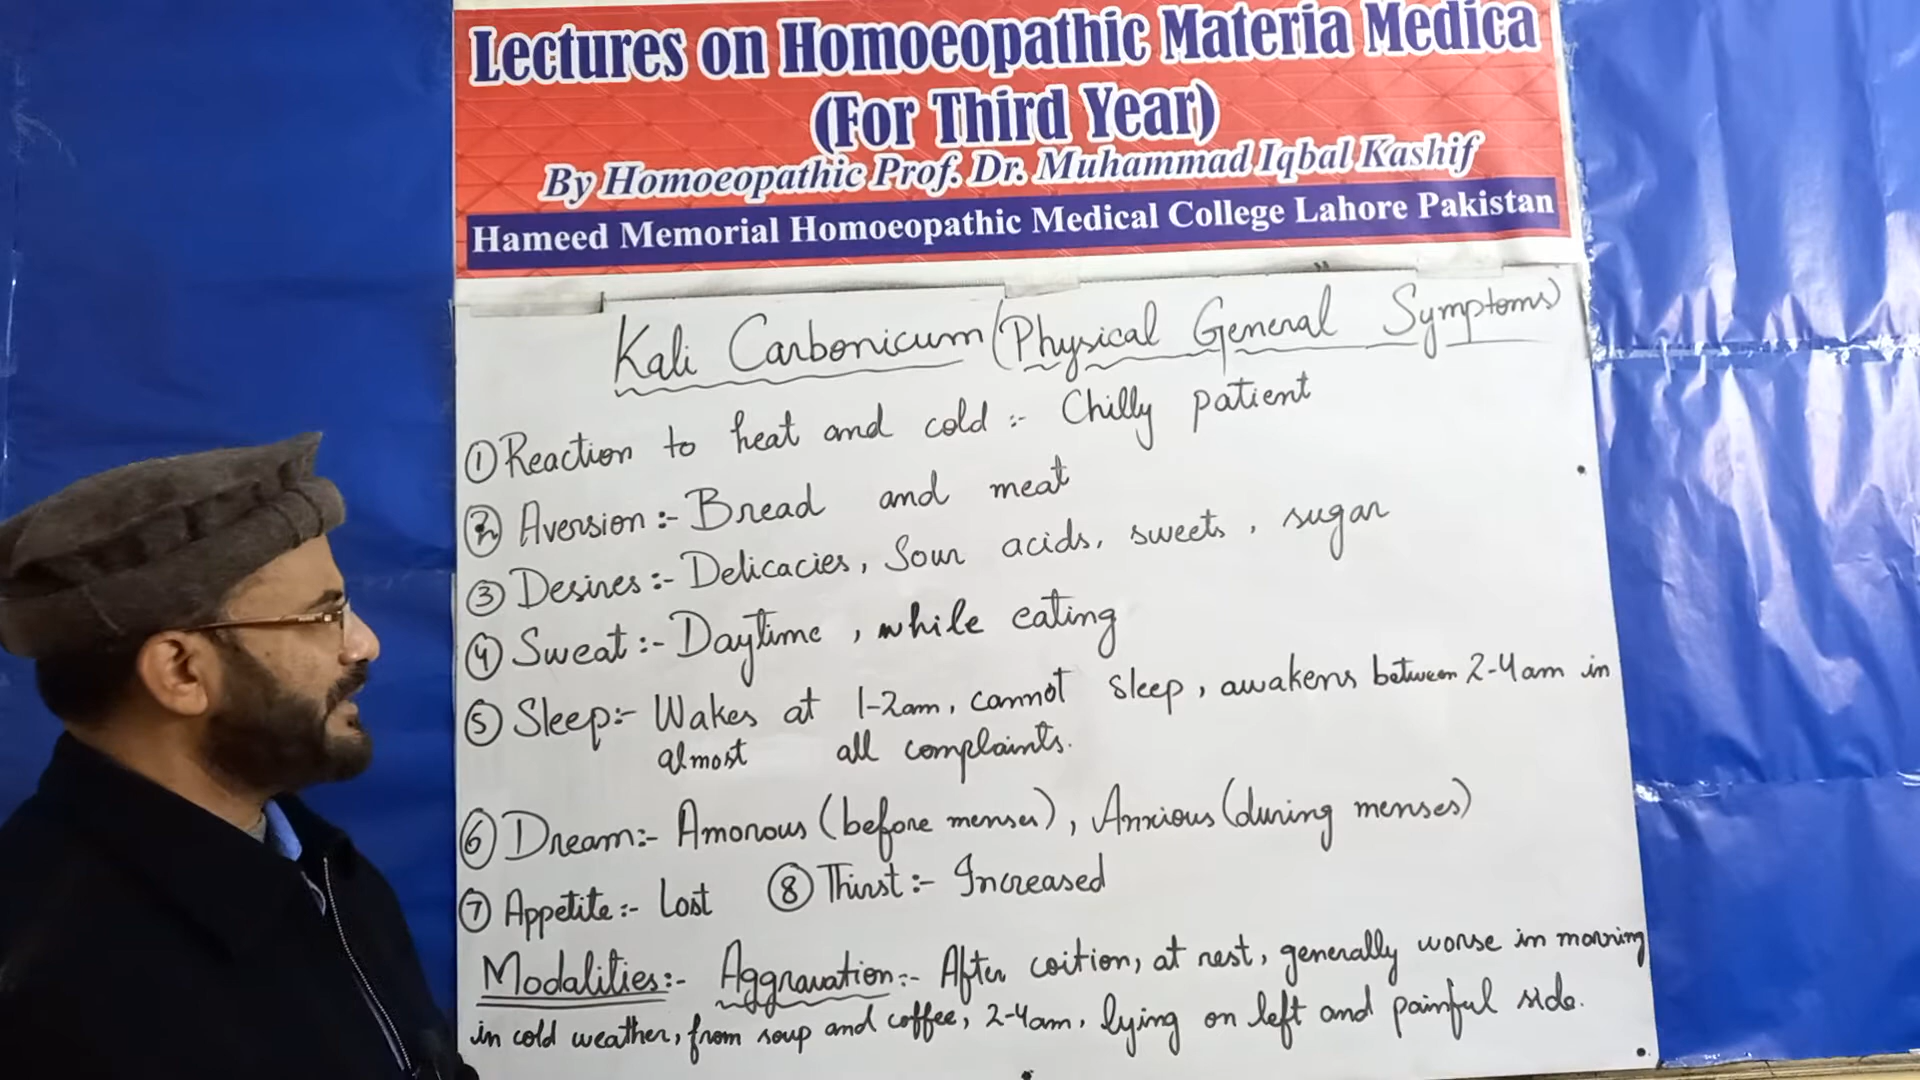 Lectures on Homoeopathic Materia Medica
(For Third Year)
By Homoeopathic Prof. Dr. Muhammad Iqbal Kashif
Hameed Memorial Homoeopathic Medical College Lahore Pakistan
Kali Carbonicum (Physical General Symptoms)
① Reaction to heat and cold :- Chilly patient
② Aversion :- Bread and meat
③ Desires :- Delicacies, Sour acids, sweets, sugar
④ Sweat :- Daytime, while eating
⑤ Sleep:- Wakes at 1-2am, cannot sleep, awakens between 2-4am in
almost all complaints.
⑥ Dream:- Amorous (before menses), Anxious (during menses)
⑦ Appetite:- Lost ⑧ Thirst :- Increased
Modalities:- Aggravation:- After coition, at rest, generally worse in morning
in cold weather, from soup and coffee, 2-4am, lying on left and painful side.